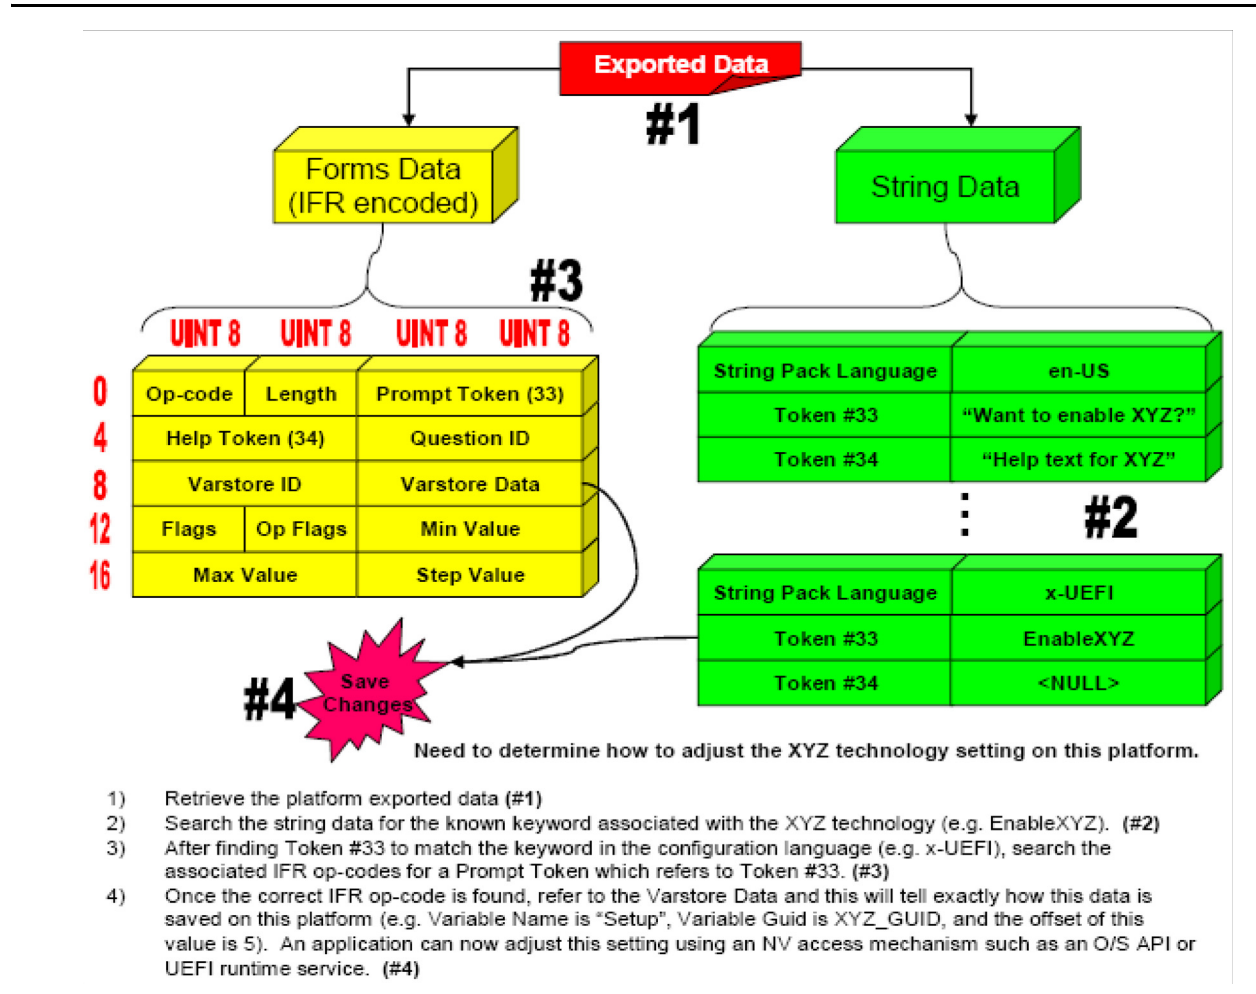 Exported Data
#1
Forms Data
(IFR encoded)
String Data
#3
UINT 8 UINT 8 UINT 8 UINT 8
0 Op-code Length Prompt Token (33)
4 Help Token (34) Question ID
8 Varstore ID Varstore Data
12 Flags Op Flags Min Value
16 Max Value Step Value
String Pack Language en-US
Token #33 “Want to enable XYZ?”
Token #34 “Help text for XYZ”
#2
String Pack Language x-UEFI
Token #33 EnableXYZ
Token #34 <NULL>
#4
Save
Changes
Need to determine how to adjust the XYZ technology setting on this platform.
1) Retrieve the platform exported data (#1)
2) Search the string data for the known keyword associated with the XYZ technology (e.g. EnableXYZ). (#2)
3) After finding Token #33 to match the keyword in the configuration language (e.g. x-UEFI), search the
associated IFR op-codes for a Prompt Token which refers to Token #33. (#3)
4) Once the correct IFR op-code is found, refer to the Varstore Data and this will tell exactly how this data is
saved on this platform (e.g. Variable Name is “Setup”, Variable Guid is XYZ_GUID, and the offset of this
value is 5). An application can now adjust this setting using an NV access mechanism such as an O/S API or
UEFI runtime service. (#4)